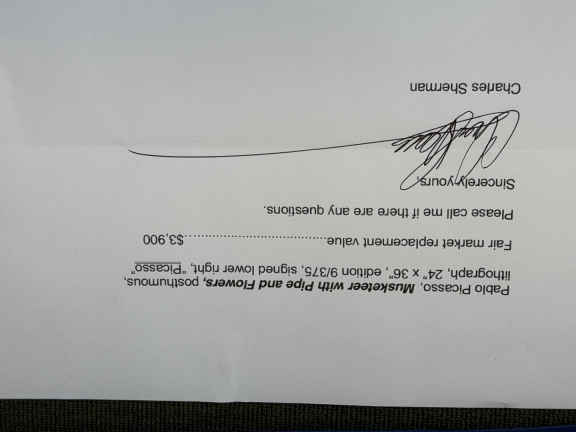 Pablo Picasso, Musketeer with Pipe and Flowers, posthumous,
lithograph, 24" x 36", edition 9/375, signed lower right, "Picasso"
Fair market replacement value...................................$3,900
Please call me if there are any questions.
Sincerely yours,
Charles Sherman